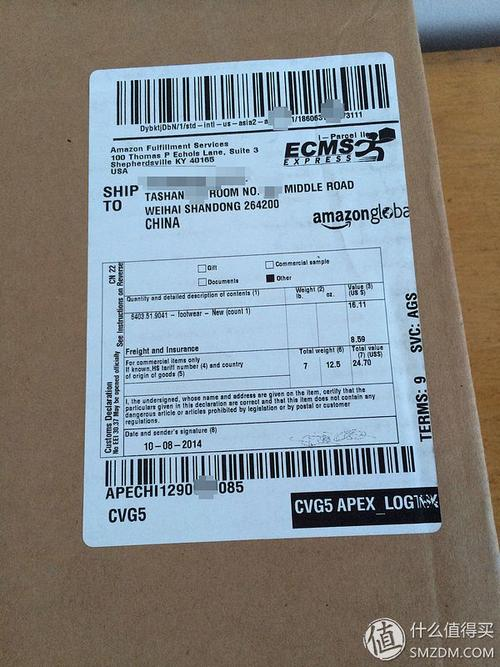 DybktjDbN/1/std-intl-us-asia2-a /1860631 73111
Amazon Fulfillment Services
100 Thomas P Echols Lane, Suite 3
Shepherdsville KY 40165
USA
I-Parcel
ECMS
EXPRESS
SHIP TO
TASHAN ROOM NO. MIDDLE ROAD
WEIHAI SHANDONG 264200
CHINA
amazongloba
CN 22
See Instructions on Reverse
Customs Declaration
No EEI 30.37 May be opened officially
Gift
Commercial sample
Documents
Other
Quantity and detailed description of contents (1)
Weight (2)
lb. oz.
Value (3)
(US $)
6403.51.9041 - footwear - New (count 1)
16.11
8.59
Freight and Insurance
For commercial items only
If known, HS tariff number (4) and country
of origin of goods (5)
Total weight (6)
7 12.5
Total value
(7) (US$)
24.70
I, the undersigned, whose name and address are given on the item, certify that the
particulars given in this declaration are correct and that this item does not contain any
dangerous article or articles prohibited by legislation or by postal or customer
regulations.
Date and sender's signature (8)
10-08-2014
TERMS: 9 SVC: AGS
APECHI1290 085
CVG5
CVG5 APEX_LOG
值 什么值得买
SMZDM.COM